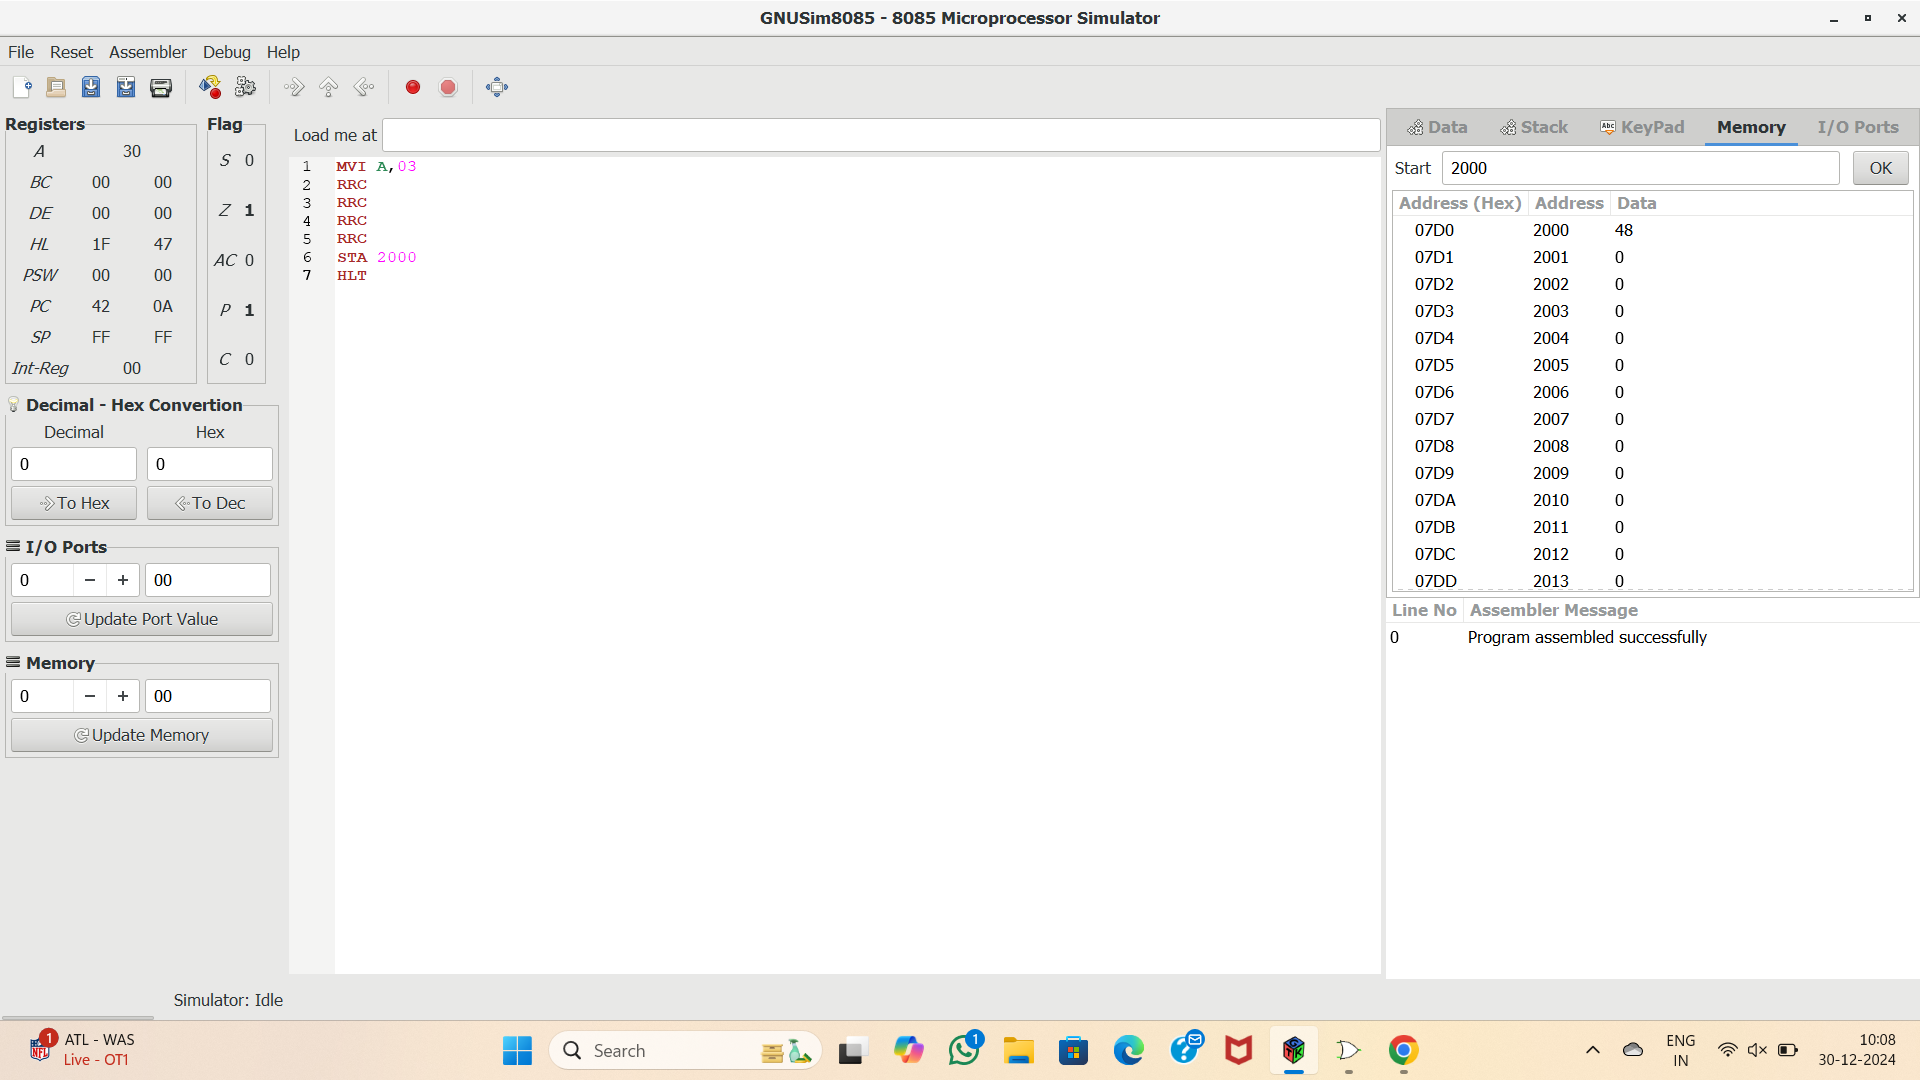 GNUSim8085 - 8085 Microprocessor Simulator
File Reset Assembler Debug Help
Registers
A 30
BC 00 00
DE 00 00
HL 1F 47
PSW 00 00
PC 42 0A
SP FF FF
Int-Reg 00
Flag
S 0
Z 1
AC 0
P 1
C 0
Decimal - Hex Convertion
Decimal Hex
0 0
To Hex To Dec
I/O Ports
0 − + 00
Update Port Value
Memory
0 − + 00
Update Memory
Load me at
1 MVI A,03
2 RRC
3 RRC
4 RRC
5 RRC
6 STA 2000
7 HLT
Data Stack Abc KeyPad Memory I/O Ports
Start 2000 OK
Address (Hex) Address Data
07D0 2000 48
07D1 2001 0
07D2 2002 0
07D3 2003 0
07D4 2004 0
07D5 2005 0
07D6 2006 0
07D7 2007 0
07D8 2008 0
07D9 2009 0
07DA 2010 0
07DB 2011 0
07DC 2012 0
07DD 2013 0
Line No Assembler Message
0 Program assembled successfully
Simulator: Idle
1 NFL ATL - WAS
Live - OT1
Search
1
GTK
ENG
IN
10:08
30-12-2024